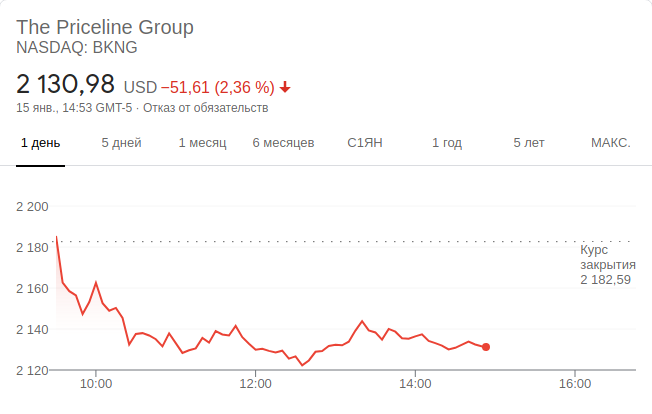 The Priceline Group
NASDAQ: BKNG
2 130,98 USD −51,61 (2,36 %)
15 янв., 14:53 GMT-5 · Отказ от обязательств
1 день 5 дней 1 месяц 6 месяцев С1ЯН 1 год 5 лет МАКС.
2 200
2 180
Курс
закрытия
2 182,59
2 160
2 140
2 120
10:00 12:00 14:00 16:00